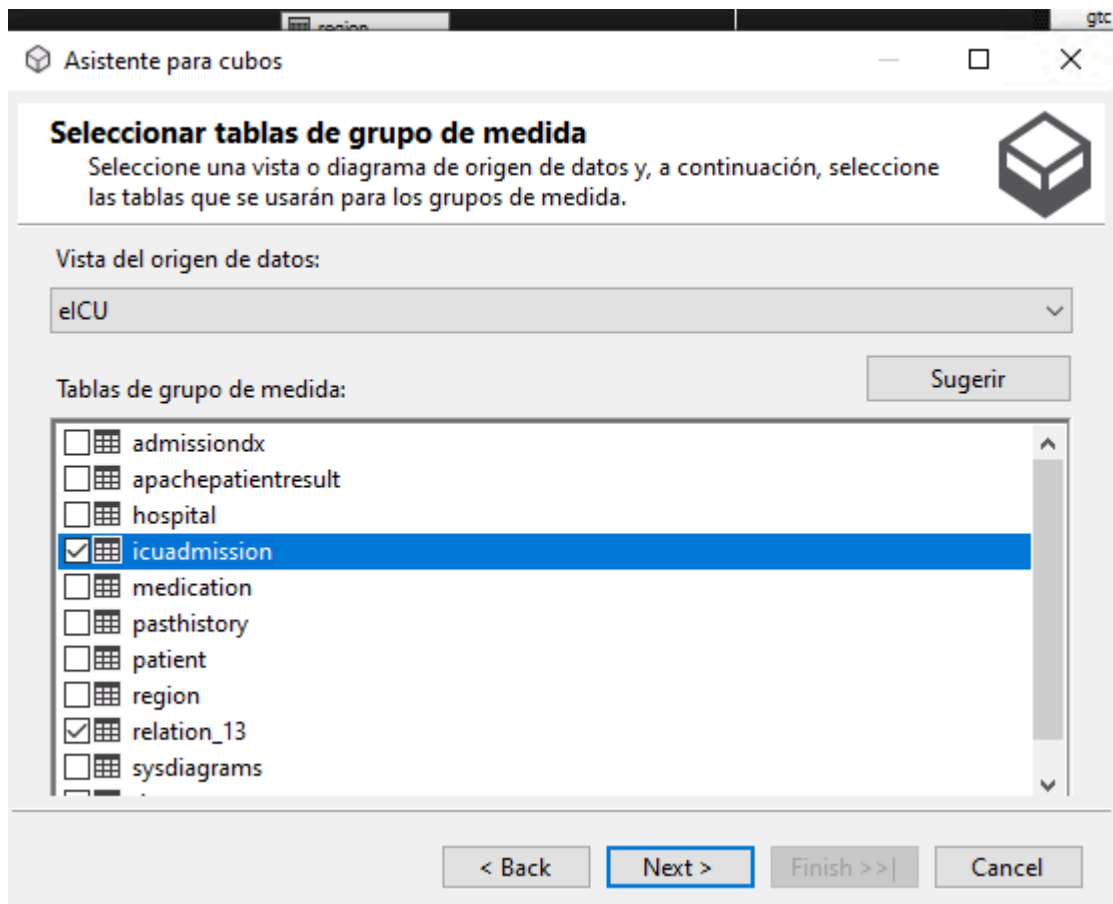 region
gtc
Asistente para cubos
Seleccionar tablas de grupo de medida
Seleccione una vista o diagrama de origen de datos y, a continuación, seleccione
las tablas que se usarán para los grupos de medida.
Vista del origen de datos:
eICU
Sugerir
Tablas de grupo de medida:
admissiondx
apachepatientresult
hospital
icuadmission
medication
pasthistory
patient
region
relation_13
sysdiagrams
< Back
Next >
Finish >>|
Cancel